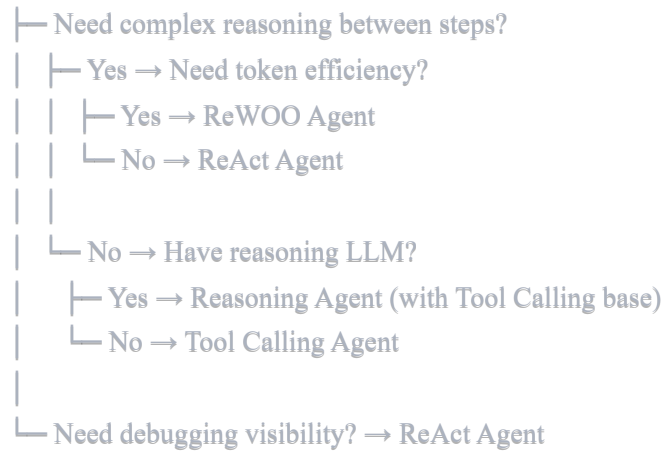 ├─ Need complex reasoning between steps?
│ ├─ Yes → Need token efficiency?
│ │ ├─ Yes → ReWOO Agent
│ │ └─ No → ReAct Agent
│ │
│ └─ No → Have reasoning LLM?
│ ├─ Yes → Reasoning Agent (with Tool Calling base)
│ └─ No → Tool Calling Agent
│
└─ Need debugging visibility? → ReAct Agent